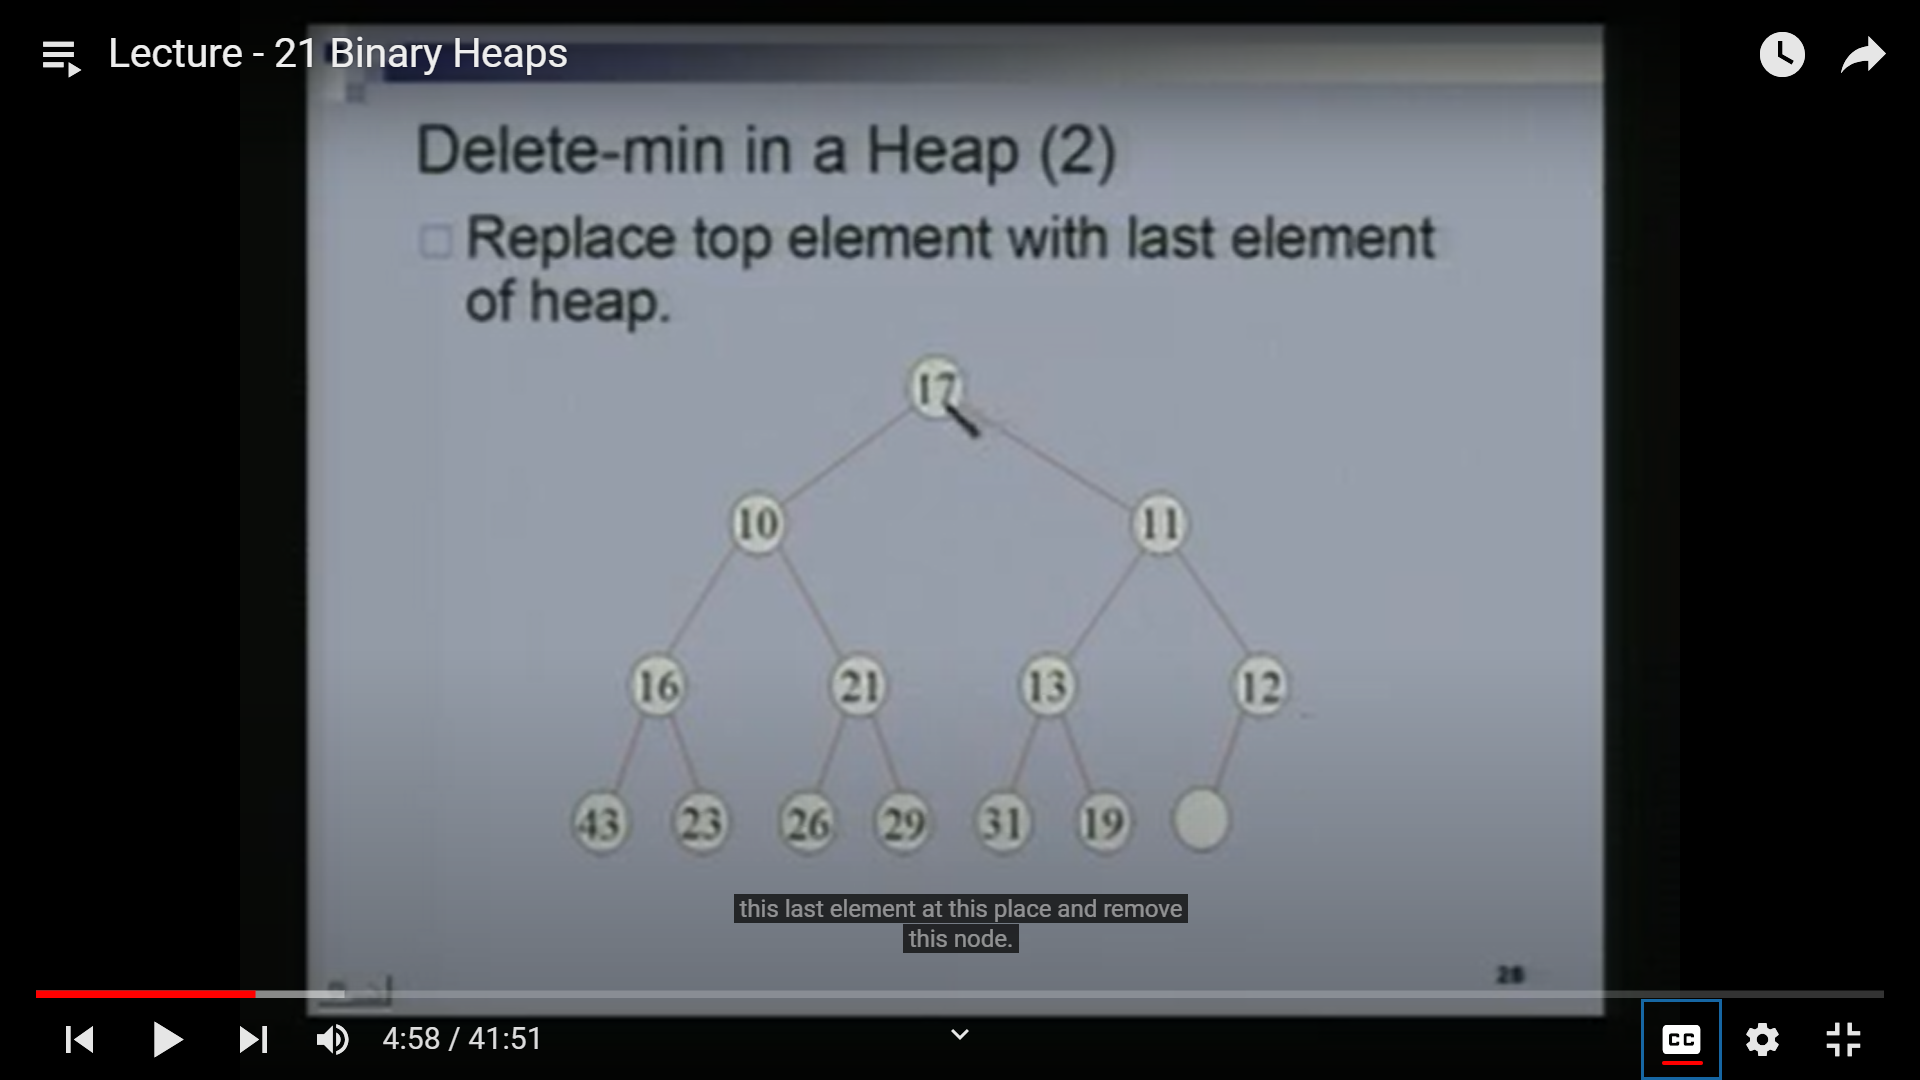 Lecture - 21 Binary Heaps
Delete-min in a Heap (2)
Replace top element with last element
of heap.
17
10 11
16 21 13 12
43 23 26 29 31 19
this last element at this place and remove
this node.
4:58 / 41:51
CC